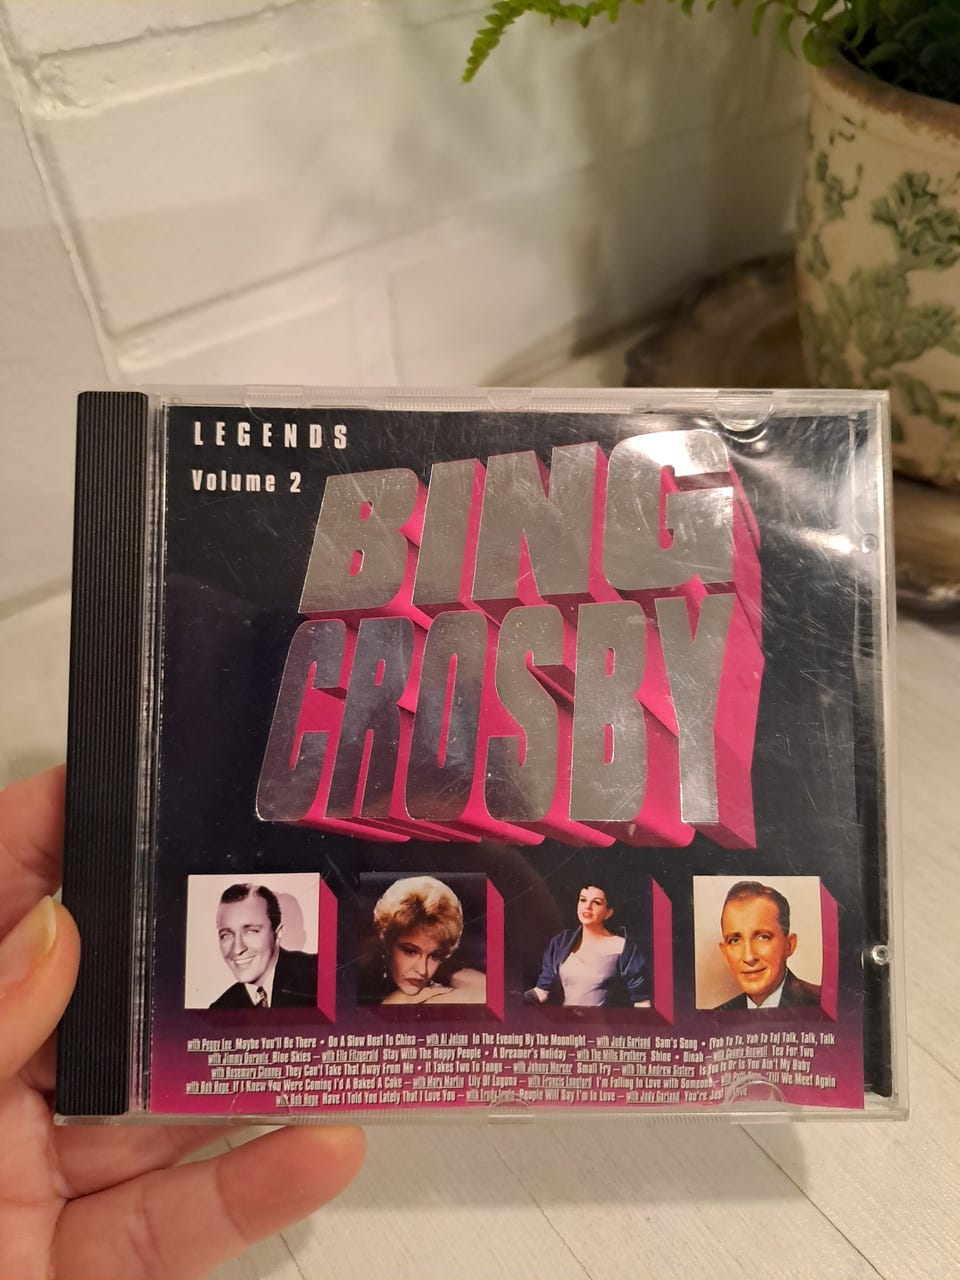 LEGENDS
Volume 2
BING
CROSBY
with Peggy Lee Maybe You'll Be There • On A Slow Boat To China – with Al Jolson In The Evening By The Moonlight – with Judy Garland Sam's Song • (Yah Ta Ta, Yah Ta Ta) Talk, Talk, Talk
with Jimmy Durante Blue Skies – with Ella Fitzgerald Stay With The Happy People • A Dreamer's Holiday – with The Mills Brothers Shine • Dinah – with Connie Boswell Tea For Two
with Rosemary Clooney They Can't Take That Away From Me • It Takes Two To Tango – with Johnny Mercer Small Fry – with The Andrews Sisters Is You Is Or Is You Ain't My Baby
with Bob Hope If I Knew You Were Coming I'd A Baked A Cake – with Mary Martin Lily Of Laguna – with Frances Langford I'm Falling In Love with Someone 'Till We Meet Again
with Bob Hope Have I Told You Lately That I Love You – with Trudy Erwin People Will Say I'm In Love – with Judy Garland You're Just